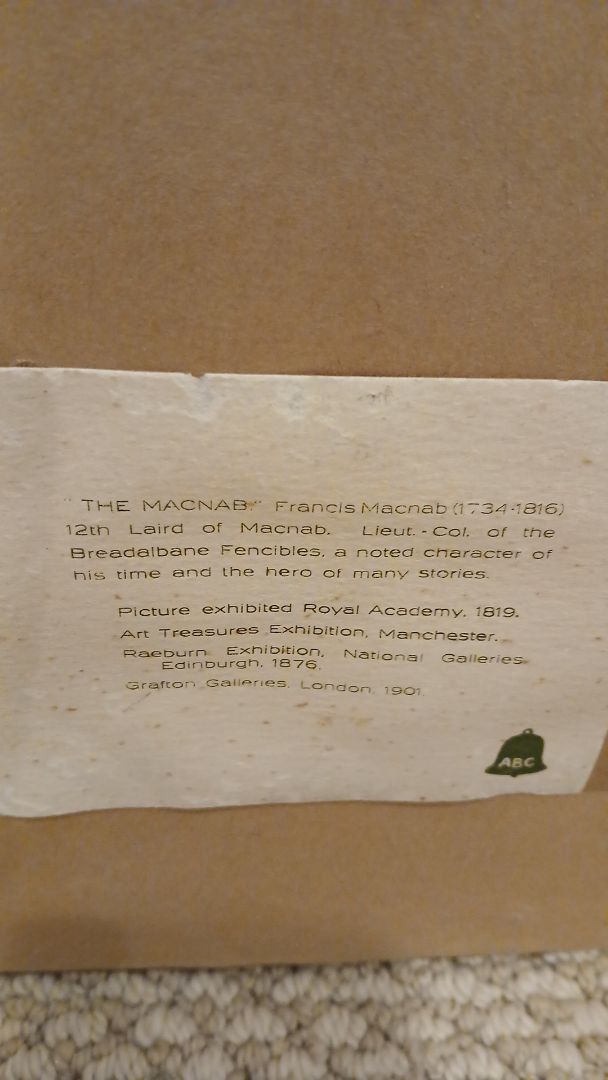 "THE MACNAB" Francis Macnab (1734-1816)
12th Laird of Macnab. Lieut.-Col. of the
Breadalbane Fencibles, a noted character of
his time and the hero of many stories.
Picture exhibited Royal Academy, 1819.
Art Treasures Exhibition, Manchester.
Raeburn Exhibition, National Galleries
Edinburgh, 1876.
Grafton Galleries, London, 1901.
ABC